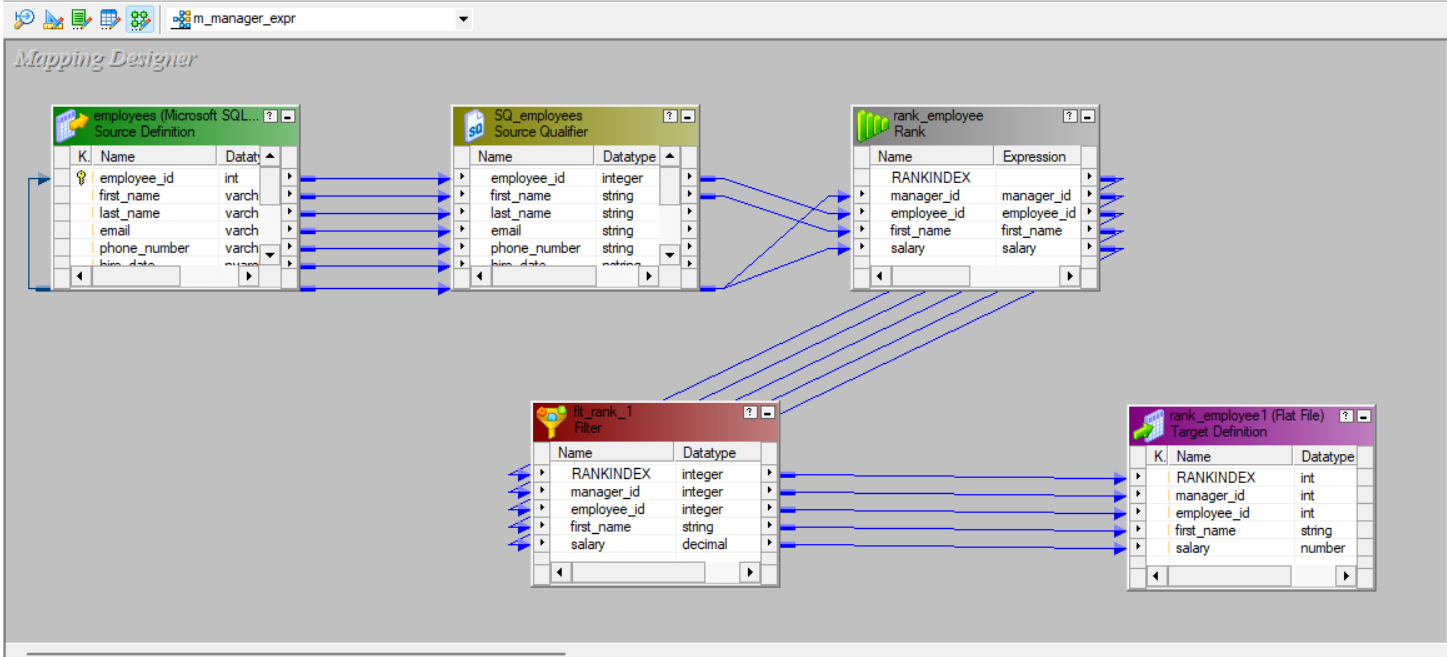 m_manager_expr
Mapping Designer
employees (Microsoft SQL...
Source Definition
K. Name Dataty
employee_id int
first_name varch
last_name varch
email varch
phone_number varch
SQ_employees
Source Qualifier
Name Datatype
employee_id integer
first_name string
last_name string
email string
phone_number string
rank_employee
Rank
Name Expression
RANKINDEX
manager_id manager_id
employee_id employee_id
first_name first_name
salary salary
flt_rank_1
Filter
Name Datatype
RANKINDEX integer
manager_id integer
employee_id integer
first_name string
salary decimal
rank_employee1 (Flat File)
Target Definition
K. Name Datatype
RANKINDEX int
manager_id int
employee_id int
first_name string
salary number